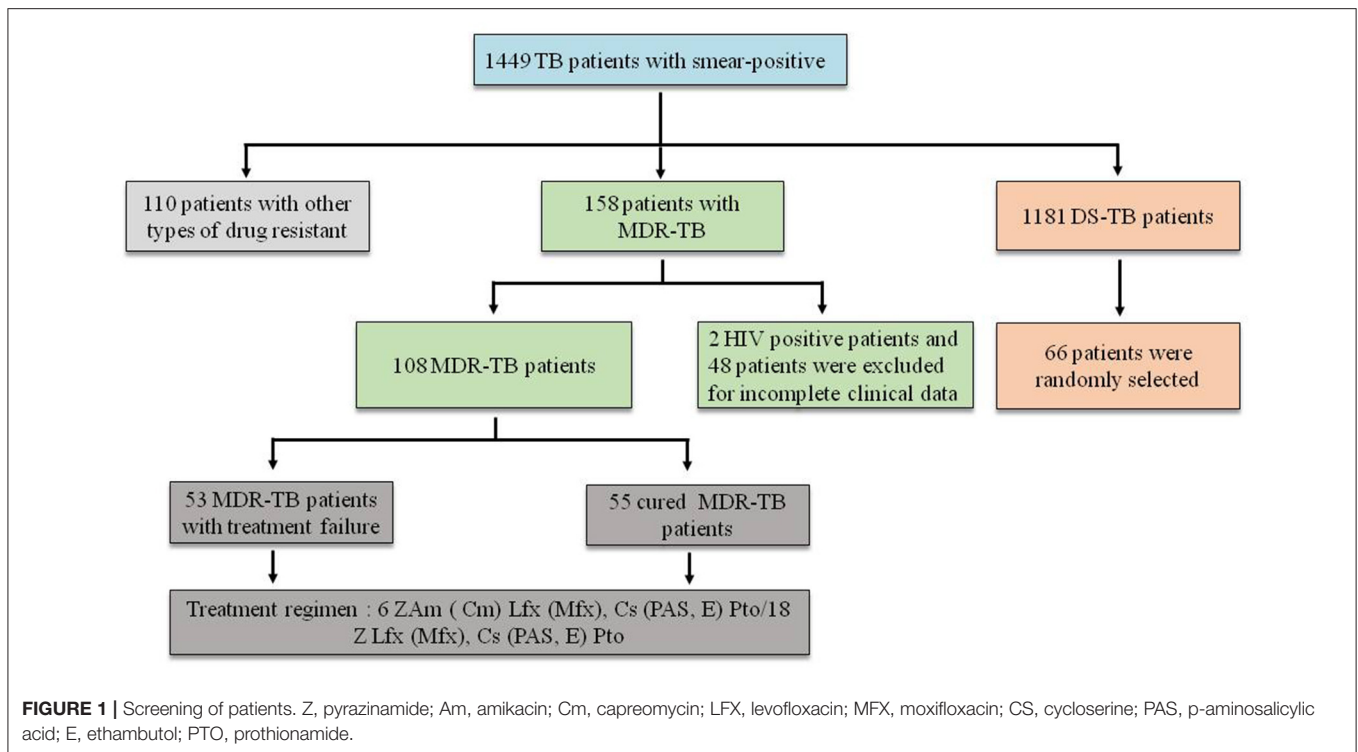 1449 TB patients with smear-positive
110 patients with other
types of drug resistant
158 patients with
MDR-TB
1181 DS-TB patients
108 MDR-TB patients
2 HIV positive patients and
48 patients were excluded
for incomplete clinical data
66 patients were
randomly selected
53 MDR-TB patients
with treatment failure
55 cured MDR-TB
patients
Treatment regimen : 6 ZAm ( Cm) Lfx (Mfx), Cs (PAS, E) Pto/18
Z Lfx (Mfx), Cs (PAS, E) Pto
FIGURE 1 | Screening of patients. Z, pyrazinamide; Am, amikacin; Cm, capreomycin; LFX, levofloxacin; MFX, moxifloxacin; CS, cycloserine; PAS, p-aminosalicylic
acid; E, ethambutol; PTO, prothionamide.